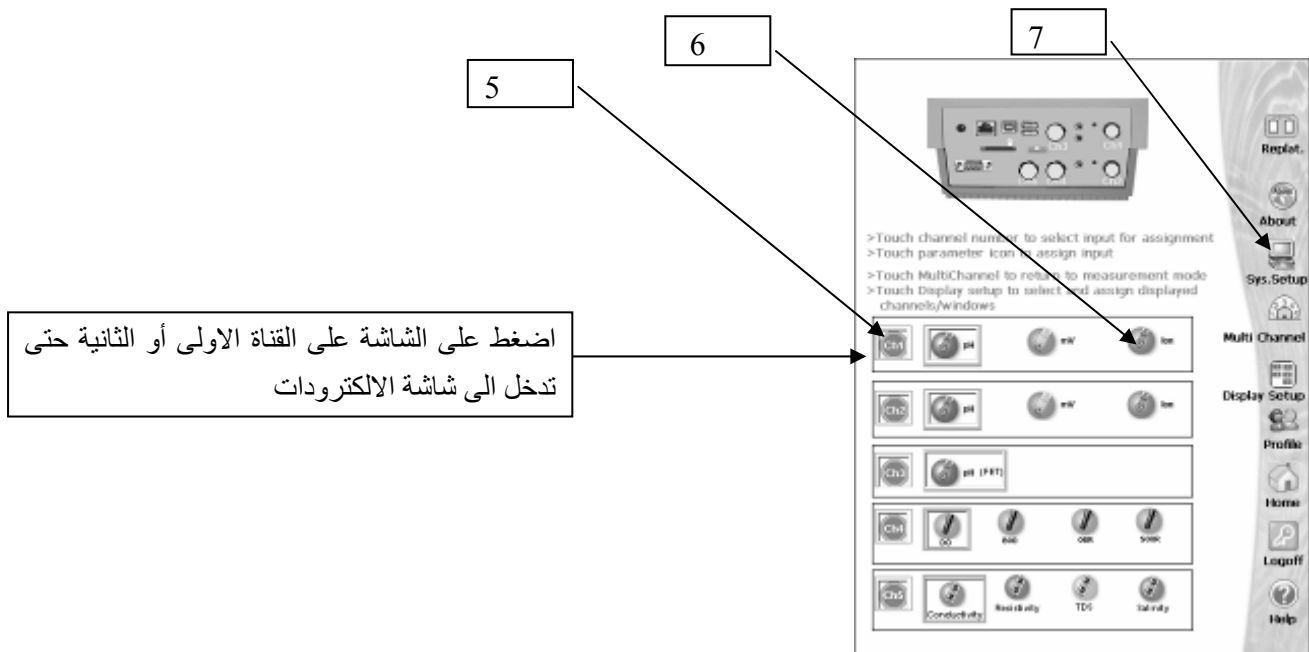 5
6
7
Ch3
Replat.
About
>Touch channel number to select input for assignment
>Touch parameter icon to assign input
>Touch MultiChannel to return to measurement mode
>Touch Display setup to select and assign displayed
channels/windows
Sys.Setup
اضغط على الشاشة على القناة الاولى أو الثانية حتى
تدخل الى شاشة الالكترودات
Ch1 pH mV Ion
Multi Channel
Ch2 pH mV Ion
Display Setup
Profile
Ch3 pH (FET)
Home
Ch4 DO BOD OUR SOUR
Logoff
Ch5 Conductivity Resistivity TDS Salinity
Help